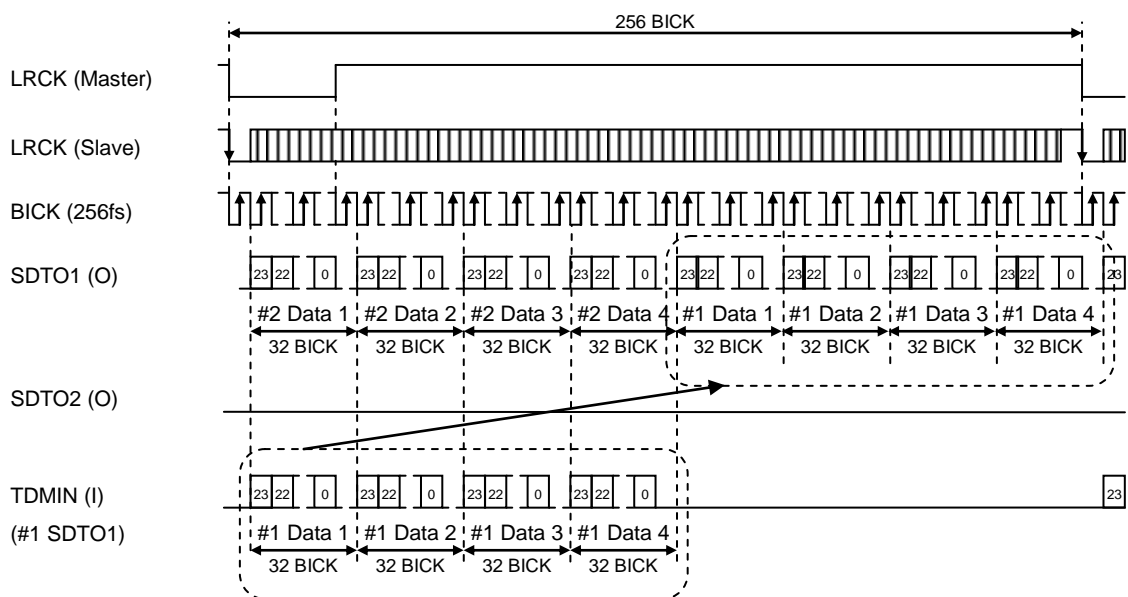 256 BICK
LRCK (Master)
LRCK (Slave)
BICK (256fs)
SDTO1 (O)
23 22 0 23 22 0 23 22 0 23 22 0 23 22 0 23 22 0 23 22 0 23 22 0 23
#2 Data 1 #2 Data 2 #2 Data 3 #2 Data 4 #1 Data 1 #1 Data 2 #1 Data 3 #1 Data 4
32 BICK 32 BICK 32 BICK 32 BICK 32 BICK 32 BICK 32 BICK 32 BICK
SDTO2 (O)
TDMIN (I)
23 22 0 23 22 0 23 22 0 23 22 0 23
(#1 SDTO1)
#1 Data 1 #1 Data 2 #1 Data 3 #1 Data 4
32 BICK 32 BICK 32 BICK 32 BICK